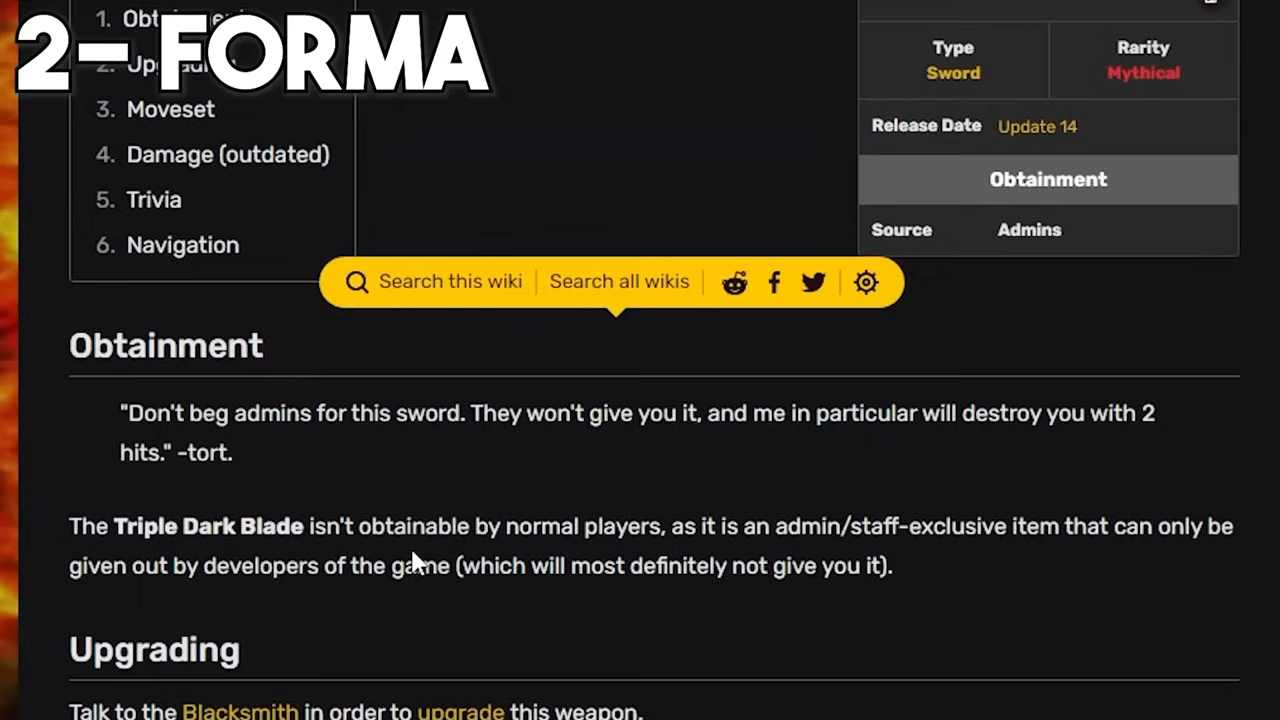 2- FORMA
1. Obtainment
2. Upgrading
3. Moveset
4. Damage (outdated)
5. Trivia
6. Navigation
Type
Sword
Rarity
Mythical
Release Date Update 14
Obtainment
Source Admins
Search this wiki Search all wikis
Obtainment
"Don't beg admins for this sword. They won't give you it, and me in particular will destroy you with 2
hits." -tort.
The Triple Dark Blade isn't obtainable by normal players, as it is an admin/staff-exclusive item that can only be
given out by developers of the game (which will most definitely not give you it).
Upgrading
Talk to the Blacksmith in order to upgrade this weapon.